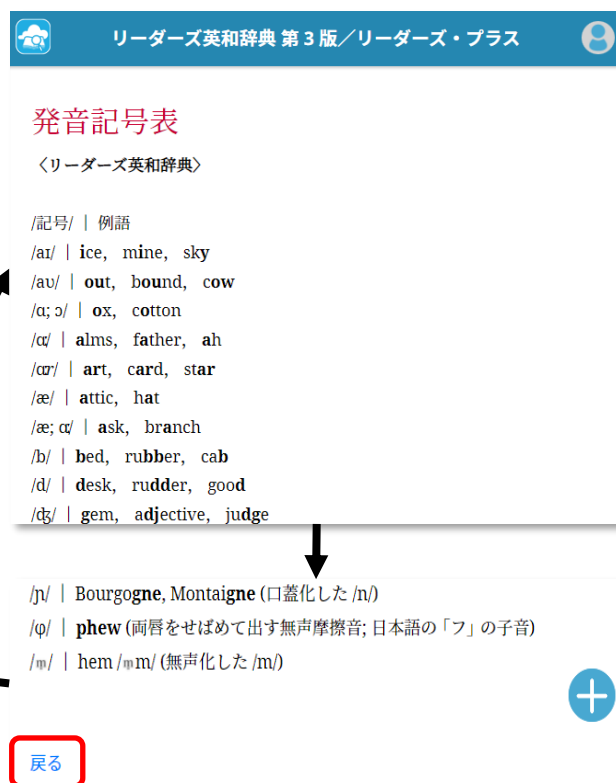 リーダーズ英和辞典 第3版／リーダーズ・プラス
発音記号表
〈リーダーズ英和辞典〉
/記号/ | 例語
/aɪ/ | ice, mine, sky
/aʊ/ | out, bound, cow
/ɑ; ɔ/ | ox, cotton
/ɑː/ | alms, father, ah
/ɑːr/ | art, card, star
/æ/ | attic, hat
/æ; ɑː/ | ask, branch
/b/ | bed, rubber, cab
/d/ | desk, rudder, good
/ʤ/ | gem, adjective, judge
/ɲ/ | Bourgogne, Montaigne (口蓋化した /n/)
/φ/ | phew (両唇をせばめて出す無声摩擦音; 日本語の「フ」の子音)
/m̥/ | hem /m̥m/ (無声化した /m/)
戻る